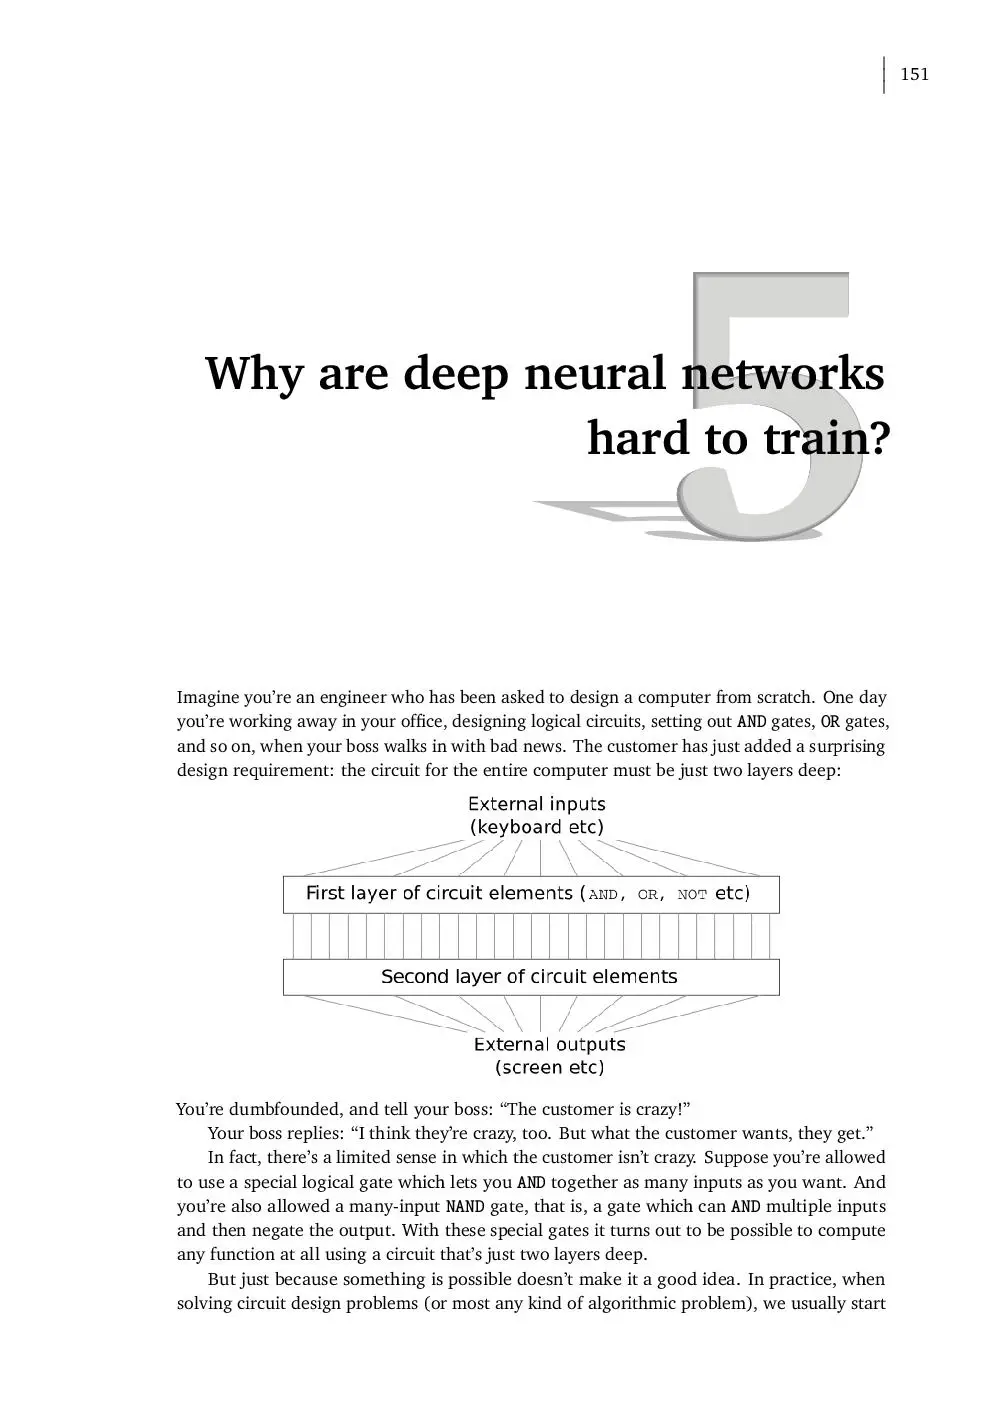 151
5
Why are deep neural networks
hard to train?
Imagine you’re an engineer who has been asked to design a computer from scratch. One day
you’re working away in your office, designing logical circuits, setting out AND gates, OR gates,
and so on, when your boss walks in with bad news. The customer has just added a surprising
design requirement: the circuit for the entire computer must be just two layers deep:
External inputs
(keyboard etc)
First layer of circuit elements (AND, OR, NOT etc)
Second layer of circuit elements
External outputs
(screen etc)
You’re dumbfounded, and tell your boss: “The customer is crazy!”
Your boss replies: “I think they’re crazy, too. But what the customer wants, they get.”
In fact, there’s a limited sense in which the customer isn’t crazy. Suppose you’re allowed
to use a special logical gate which lets you AND together as many inputs as you want. And
you’re also allowed a many-input NAND gate, that is, a gate which can AND multiple inputs
and then negate the output. With these special gates it turns out to be possible to compute
any function at all using a circuit that’s just two layers deep.
But just because something is possible doesn’t make it a good idea. In practice, when
solving circuit design problems (or most any kind of algorithmic problem), we usually start